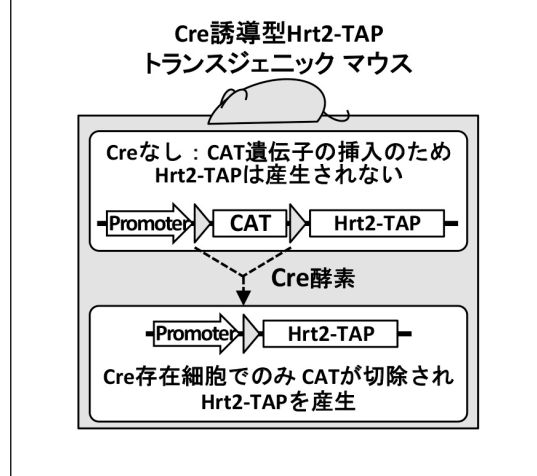 Cre誘導型Hrt2-TAP
トランスジェニック マウス
Creなし：CAT遺伝子の挿入のため
Hrt2-TAPは産生されない
Promoter CAT Hrt2-TAP
Cre酵素
Promoter Hrt2-TAP
Cre存在細胞でのみ CATが切除され
Hrt2-TAPを産生